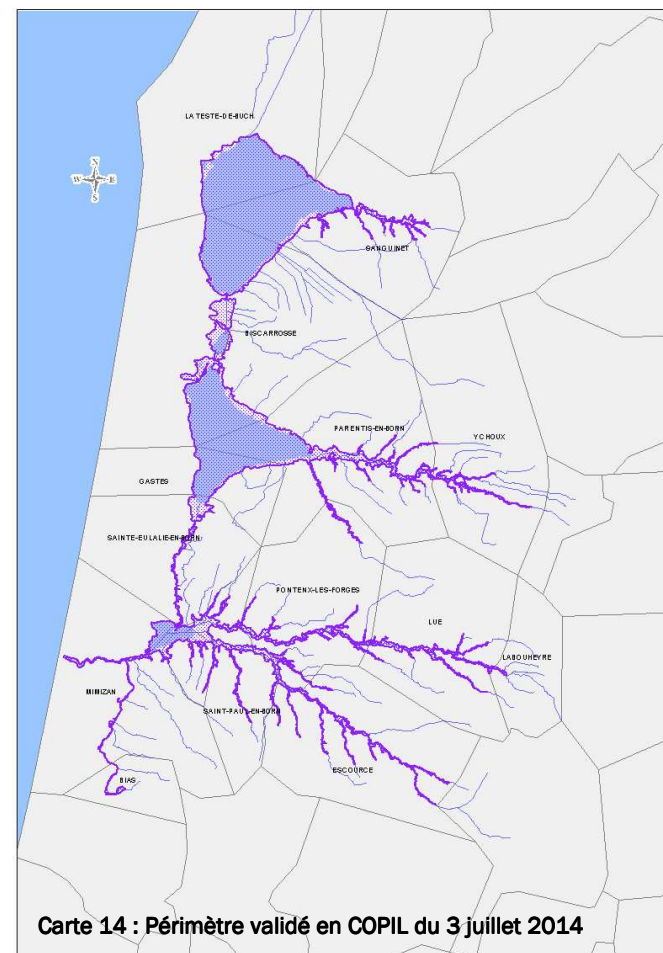 LA TESTE-DE-BUCH
N
W E
S
SANGUINET
BISCARROSSE
PARENTIS-EN-BORN
YCHOUX
GASTES
SAINTE-EULALIE-EN-BORN
PONTENX-LES-FORGES
LUE
LABOUHEYRE
MIMIZAN
SAINT-PAUL-EN-BORN
ESCOURCE
BIAS
Carte 14 : Périmètre validé en COPIL du 3 juillet 2014